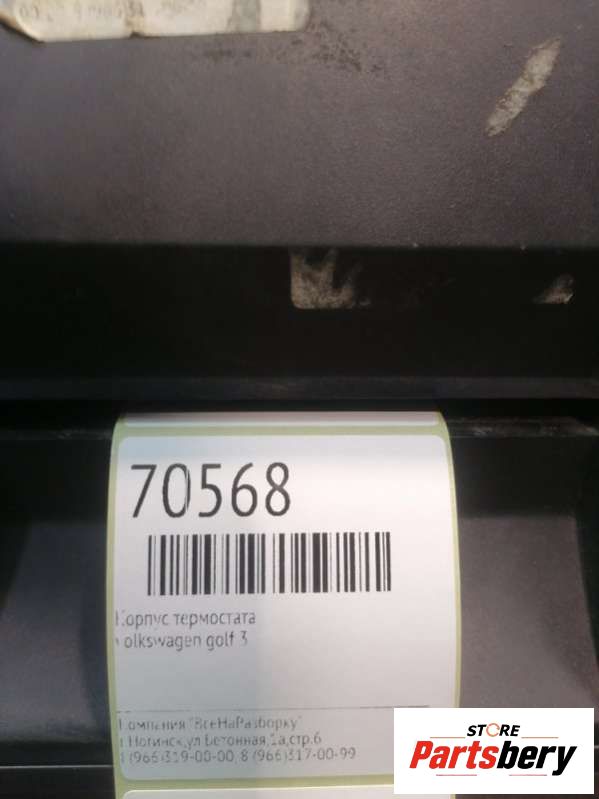 70568
Корпус термостата
volkswagen golf 3
Компания "ВсеНаРазборку"
г.Ногинск,ул Бетонная,1а,стр.6
8 (966)319-00-00, 8 (966)317-00-99
STORE
Partsbery